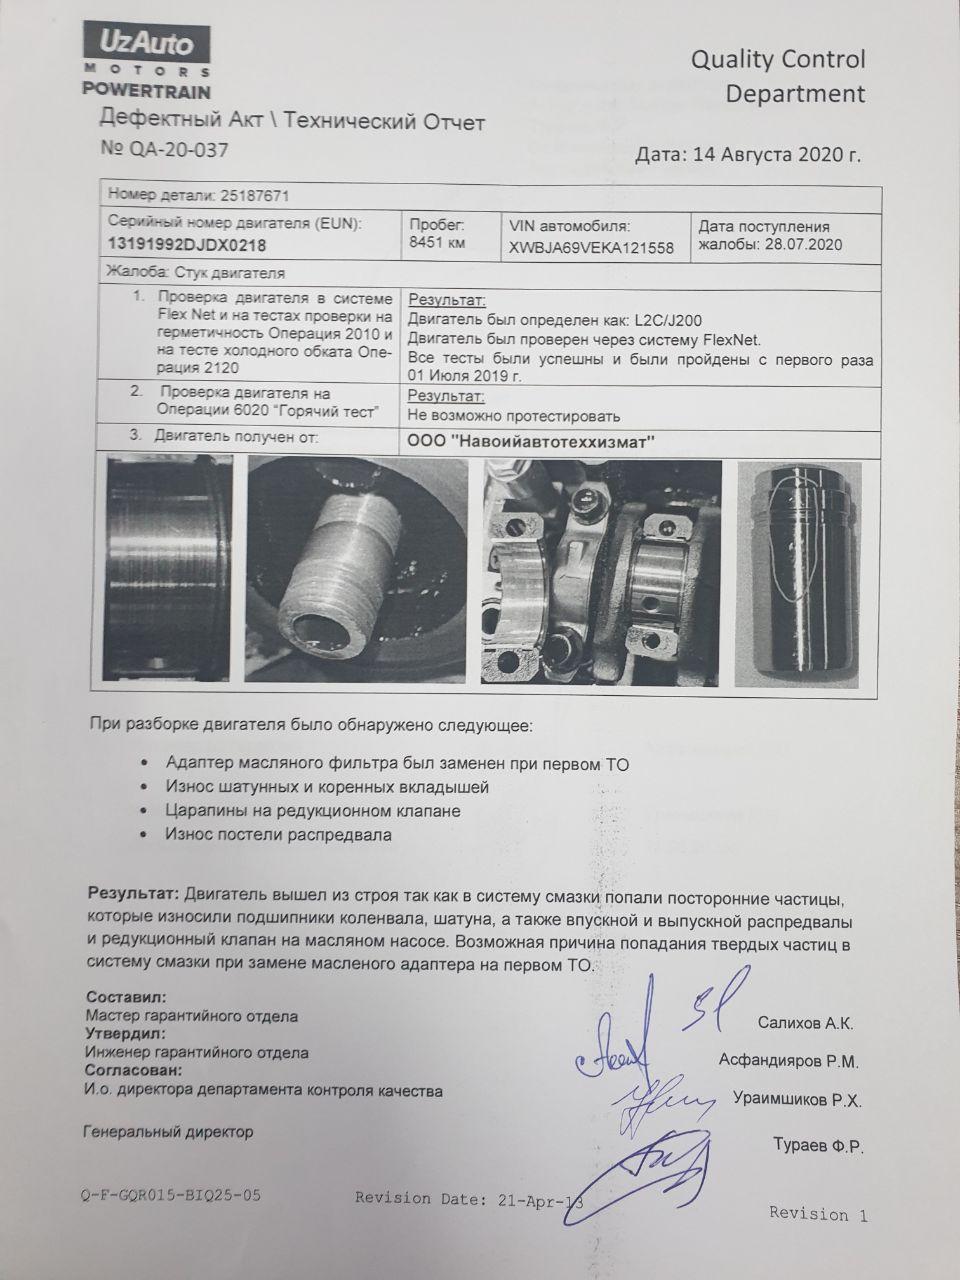 UzAuto
MOTORS
POWERTRAIN
Quality Control
Department
Дефектный Акт \ Технический Отчет
№ QA-20-037
Дата: 14 Августа 2020 г.
Номер детали: 25187671
Серийный номер двигателя (EUN):
13191992DJDX0218
Пробег:
8451 км
VIN автомобиля:
XWBJA69VEKA121558
Дата поступления
жалобы: 28.07.2020
Жалоба: Стук двигателя
1. Проверка двигателя в системе
Flex Net и на тестах проверки на
герметичность Операция 2010 и
на тесте холодного обката Опе-
рация 2120
Результат:
Двигатель был определен как: L2C/J200
Двигатель был проверен через систему FlexNet.
Все тесты были успешны и были пройдены с первого раза
01 Июля 2019 г.
2. Проверка двигателя на
Операции 6020 “Горячий тест”
Результат:
Не возможно протестировать
3. Двигатель получен от:
ООО "Навоийавтотеххизмат"
При разборке двигателя было обнаружено следующее:
• Адаптер масляного фильтра был заменен при первом ТО
• Износ шатунных и коренных вкладышей
• Царапины на редукционном клапане
• Износ постели распредвала
Результат: Двигатель вышел из строя так как в систему смазки попали посторонние частицы,
которые износили подшипники коленвала, шатуна, а также впускной и выпускной распредвалы
и редукционный клапан на масляном насосе. Возможная причина попадания твердых частиц в
систему смазки при замене масленого адаптера на первом ТО.
Составил:
Мастер гарантийного отдела
Салихов А.К.
Утвердил:
Инженер гарантийного отдела
Асфандияров Р.М.
Согласован:
И.о. директора департамента контроля качества
Ураимшиков Р.Х.
Генеральный директор
Тураев Ф.Р.
Q-F-GQR015-BIQ25-05
Revision Date: 21-Apr-13
Revision 1